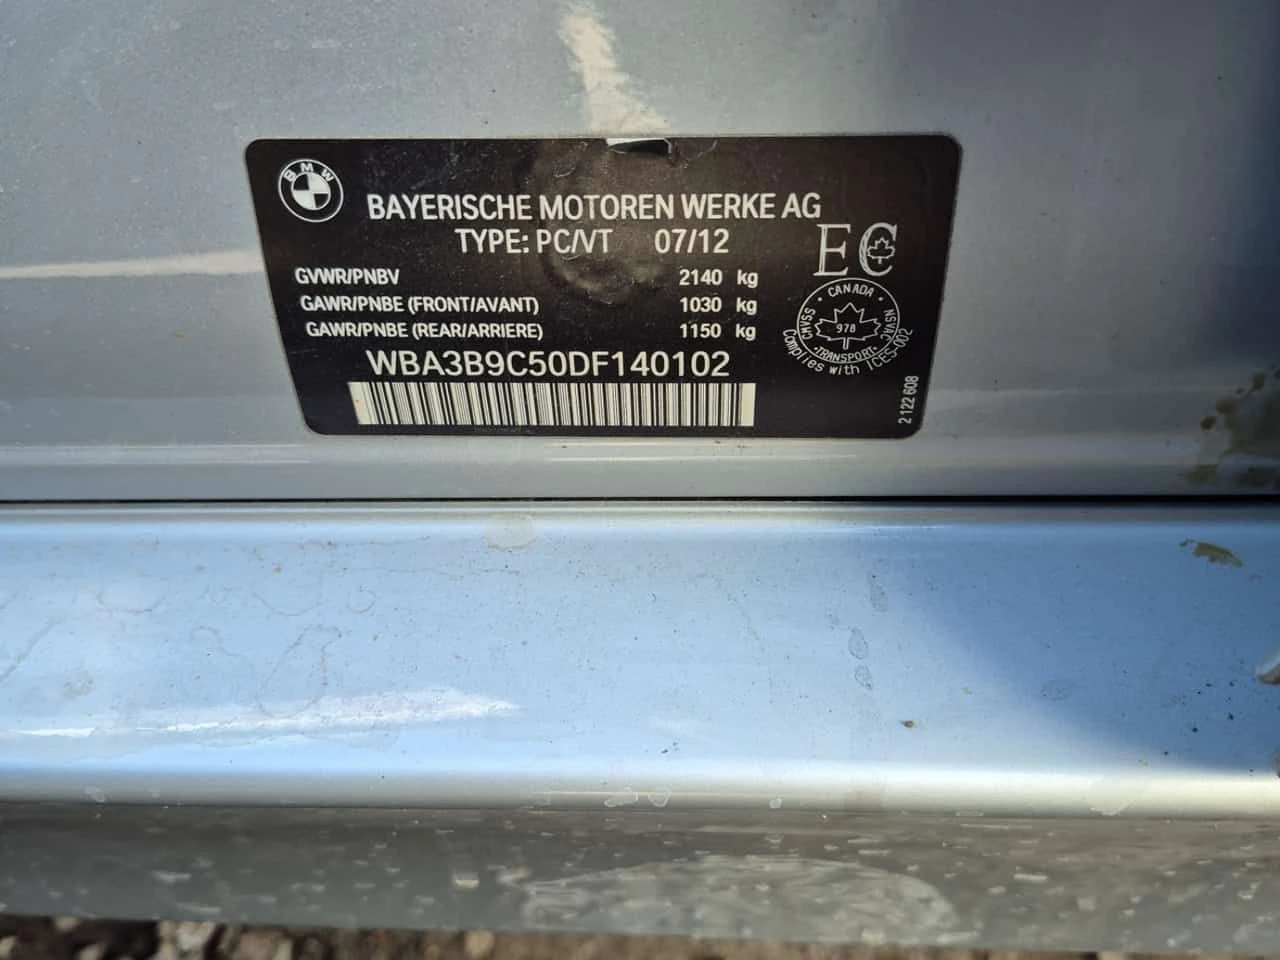 BMW
BAYERISCHE MOTOREN WERKE AG
TYPE: PC/VT 07/12
EC
GVWR/PNBV 2140 kg
GAWR/PNBE (FRONT/AVANT) 1030 kg
GAWR/PNBE (REAR/ARRIERE) 1150 kg
WBA3B9C50DF140102
CANADA
CMVSS
978
NSVAC
TRANSPORT
Complies with ICES-002
2 122 608